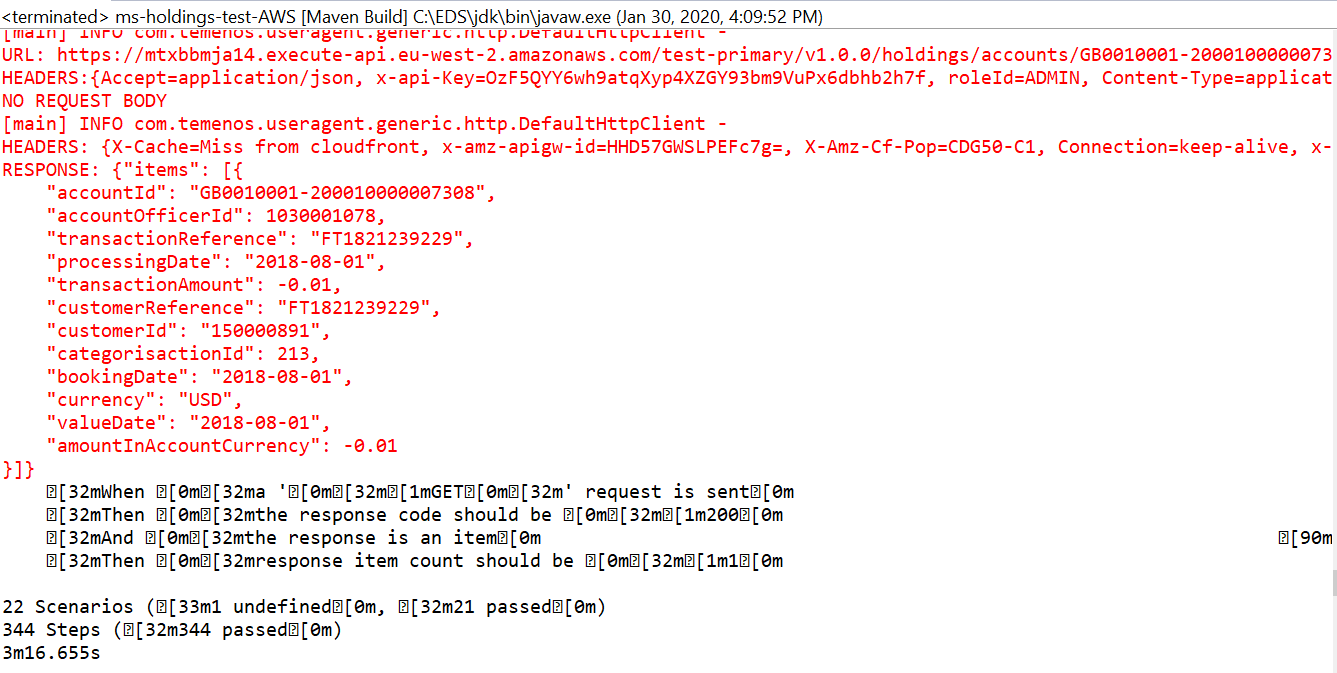 <terminated> ms-holdings-test-AWS [Maven Build] C:\EDS\jdk\bin\javaw.exe (Jan 30, 2020, 4:09:52 PM)
[main] INFO com.temenos.useragent.generic.http.DefaultHttpClient -
URL: https://mtxbbmja14.execute-api.eu-west-2.amazonaws.com/test-primary/v1.0.0/holdings/accounts/GB0010001-2000100000073
HEADERS:{Accept=application/json, x-api-Key=OzF5QYY6wh9atqXyp4XZGY93bm9VuPx6dbhb2h7f, roleId=ADMIN, Content-Type=applicat
NO REQUEST BODY
[main] INFO com.temenos.useragent.generic.http.DefaultHttpClient -
HEADERS: {X-Cache=Miss from cloudfront, x-amz-apigw-id=HHD57GWSLPEFc7g=, X-Amz-Cf-Pop=CDG50-C1, Connection=keep-alive, x-
RESPONSE: {"items": [{
    "accountId": "GB0010001-200010000007308",
    "accountOfficerId": 1030001078,
    "transactionReference": "FT1821239229",
    "processingDate": "2018-08-01",
    "transactionAmount": -0.01,
    "customerReference": "FT1821239229",
    "customerId": "150000891",
    "categorisactionId": 213,
    "bookingDate": "2018-08-01",
    "currency": "USD",
    "valueDate": "2018-08-01",
    "amountInAccountCurrency": -0.01
}]}
    ⍰[32mWhen ⍰[0m⍰[32ma '⍰[0m⍰[32m⍰[1mGET⍰[0m⍰[32m' request is sent⍰[0m
    ⍰[32mThen ⍰[0m⍰[32mthe response code should be ⍰[0m⍰[32m⍰[1m200⍰[0m
    ⍰[32mAnd ⍰[0m⍰[32mthe response is an item⍰[0m ⍰[90m
    ⍰[32mThen ⍰[0m⍰[32mresponse item count should be ⍰[0m⍰[32m⍰[1m1⍰[0m
22 Scenarios (⍰[33m1 undefined⍰[0m, ⍰[32m21 passed⍰[0m)
344 Steps (⍰[32m344 passed⍰[0m)
3m16.655s